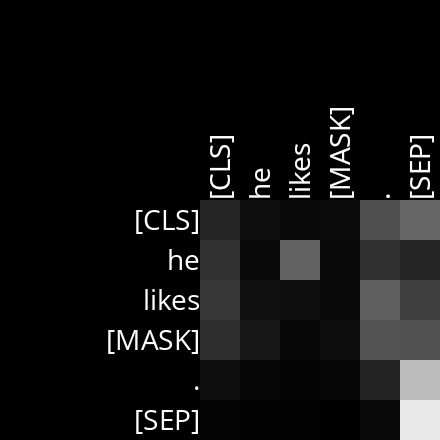 [CLS] he likes [MASK] . [SEP]
[CLS]
he
likes
[MASK]
.
[SEP]